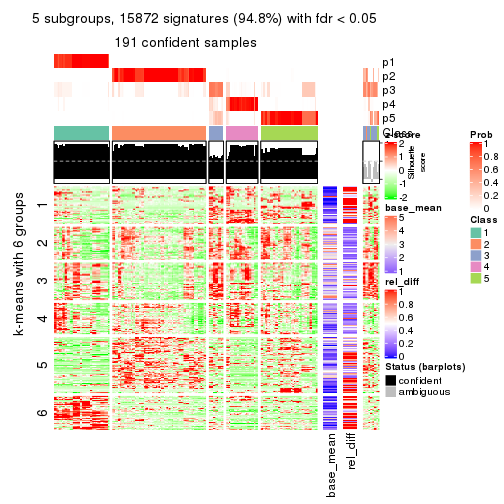 5 subgroups, 15872 signatures (94.8%) with fdr < 0.05
191 confident samples
p1
p2
p3
p4
p5
Class
Silhouette
score
k-means with 6 groups
1
2
3
4
5
6
base_mean
rel_diff
z-score
2
1
0
-1
-2
base_mean
5
4
3
2
1
rel_diff
1
0.8
0.6
0.4
0.2
0
Status (barplots)
confident
ambiguous
Prob
1
0.8
0.6
0.4
0.2
0
Class
1
2
3
4
5